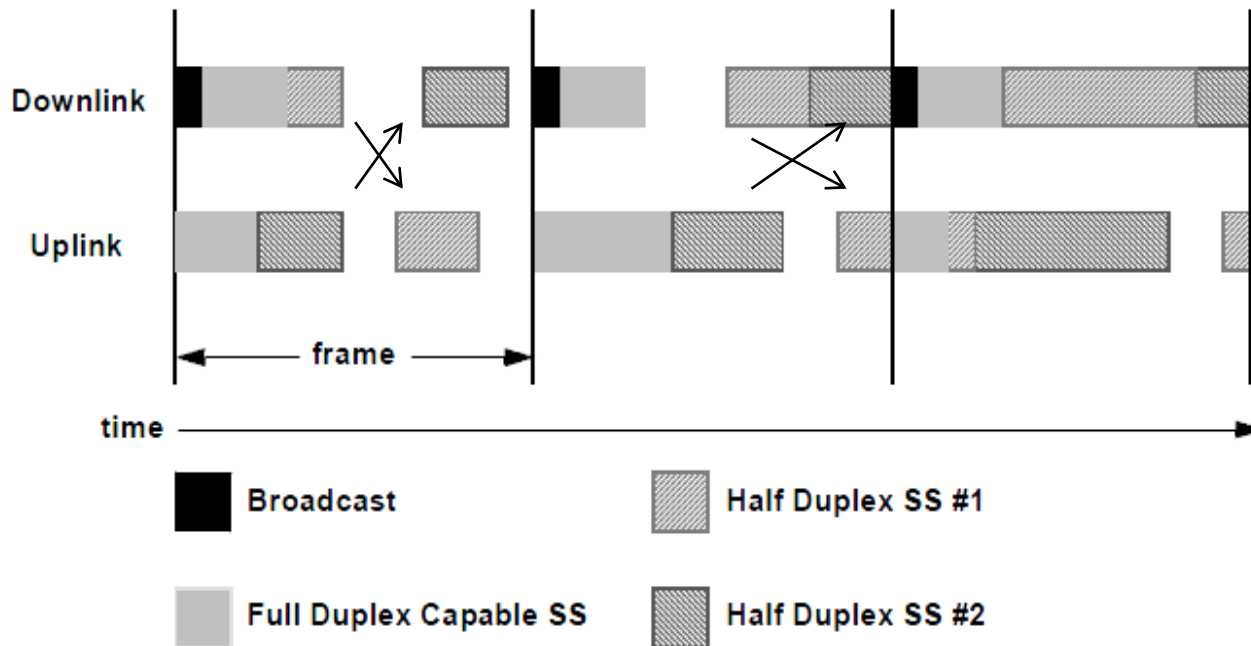 Downlink
Uplink
frame
time
Broadcast
Half Duplex SS #1
Full Duplex Capable SS
Half Duplex SS #2